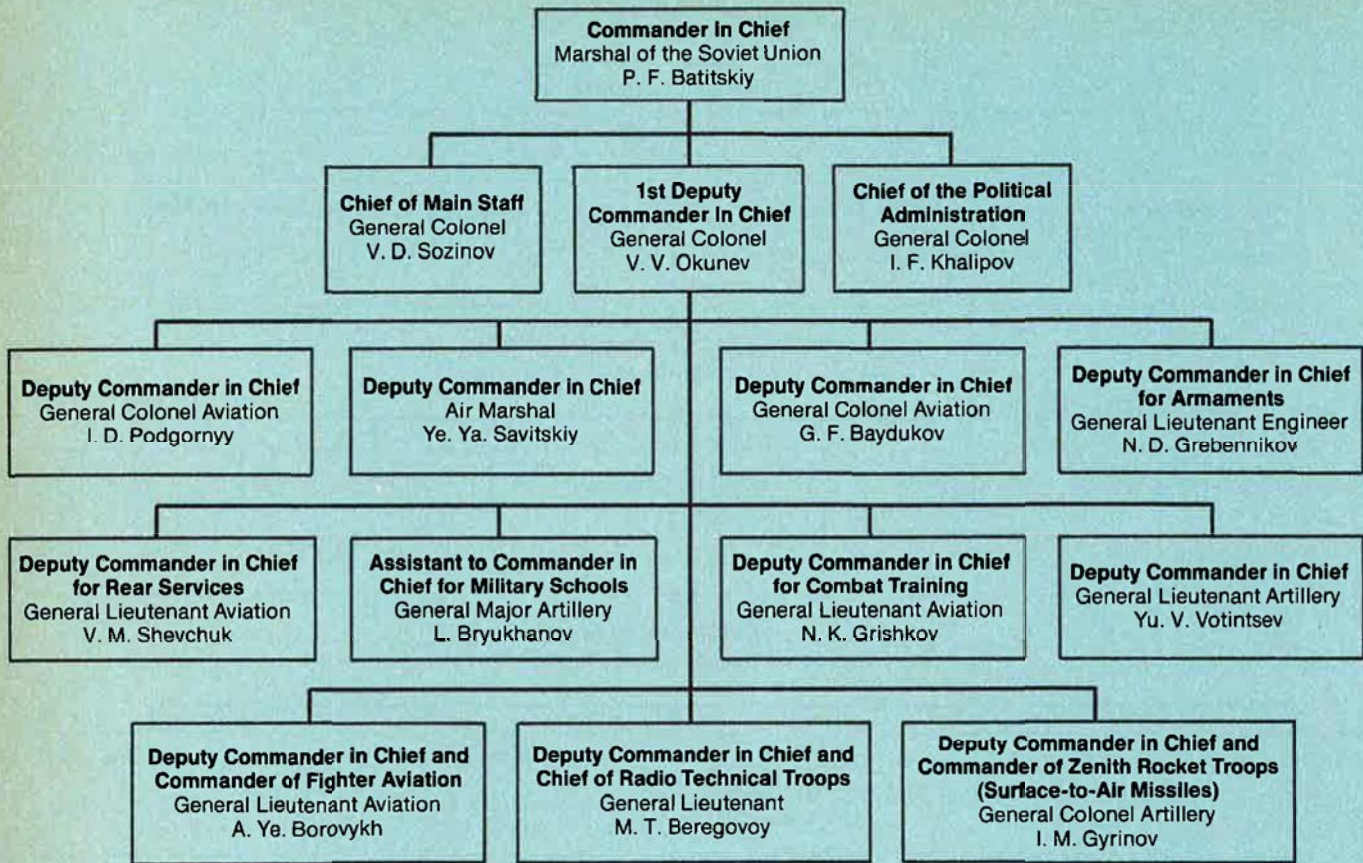 Commander in Chief
Marshal of the Soviet Union
P. F. Batitskiy
Chief of Main Staff
General Colonel
V. D. Sozinov
1st Deputy
Commander in Chief
General Colonel
V. V. Okunev
Chief of the Political
Administration
General Colonel
I. F. Khalipov
Deputy Commander in Chief
General Colonel Aviation
I. D. Podgornyy
Deputy Commander in Chief
Air Marshal
Ye. Ya. Savitskiy
Deputy Commander in Chief
General Colonel Aviation
G. F. Baydukov
Deputy Commander in Chief
for Armaments
General Lieutenant Engineer
N. D. Grebennikov
Deputy Commander in Chief
for Rear Services
General Lieutenant Aviation
V. M. Shevchuk
Assistant to Commander in
Chief for Military Schools
General Major Artillery
L. Bryukhanov
Deputy Commander in Chief
for Combat Training
General Lieutenant Aviation
N. K. Grishkov
Deputy Commander in Chief
General Lieutenant Artillery
Yu. V. Votintsev
Deputy Commander in Chief and
Commander of Fighter Aviation
General Lieutenant Aviation
A. Ye. Borovykh
Deputy Commander in Chief and
Chief of Radio Technical Troops
General Lieutenant
M. T. Beregovoy
Deputy Commander in Chief and
Commander of Zenith Rocket Troops
(Surface-to-Air Missiles)
General Colonel Artillery
I. M. Gyrinov